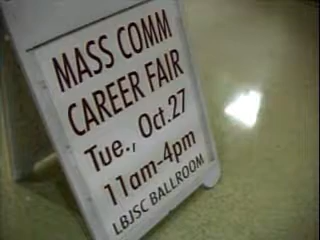 MASS COMM
CAREER FAIR
Tue., Oct.27
11am-4pm
LBJSC BALLROOM